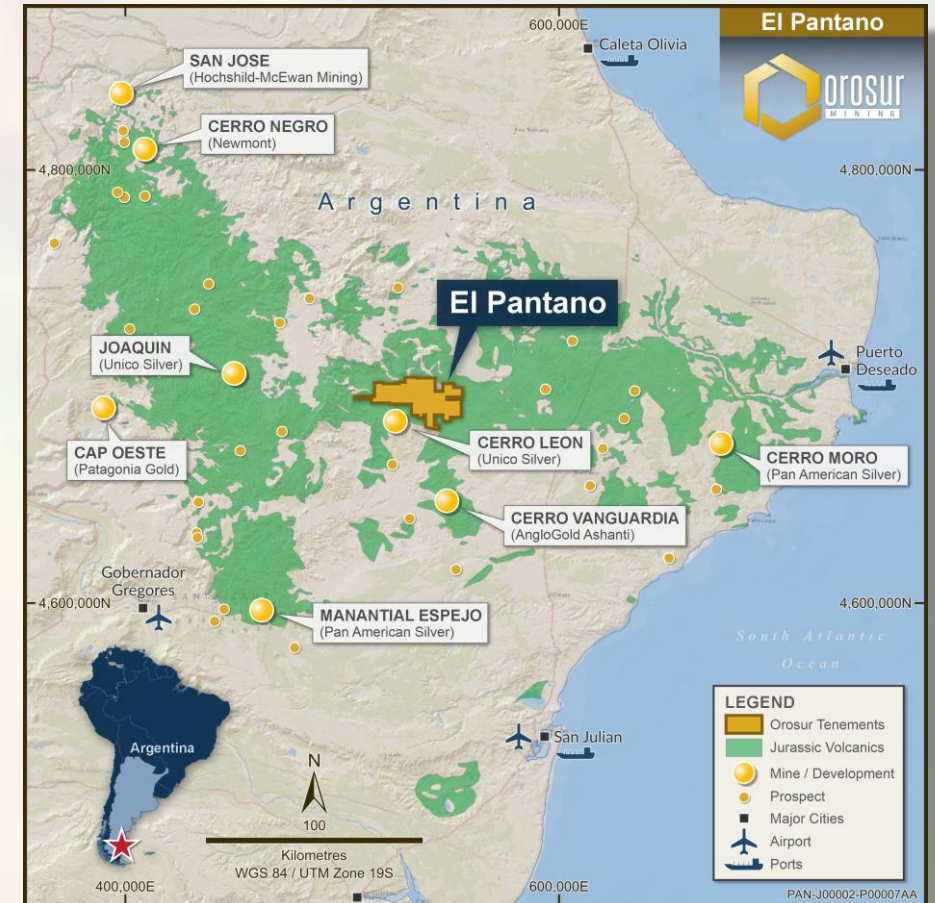 El Pantano
orosur
MINING
600,000E
Caleta Olivia
SAN JOSE
(Hochshild-McEwan Mining)
CERRO NEGRO
(Newmont)
4,800,000N
4,800,000N
Argentina
El Pantano
JOAQUIN
(Unico Silver)
Puerto
Deseado
CAP OESTE
(Patagonia Gold)
CERRO LEON
(Unico Silver)
CERRO MORO
(Pan American Silver)
CERRO VANGUARDIA
(AngloGold Ashanti)
Gobernador
Gregores
4,600,000N
4,600,000N
MANANTIAL ESPEJO
(Pan American Silver)
South Atlantic
Ocean
San Julian
Argentina
N
100
Kilometres
WGS 84 / UTM Zone 19S
400,000E
600,000E
LEGEND
Orosur Tenements
Jurassic Volcanics
Mine / Development
Prospect
Major Cities
Airport
Ports
PAN-J00002-P00007AA